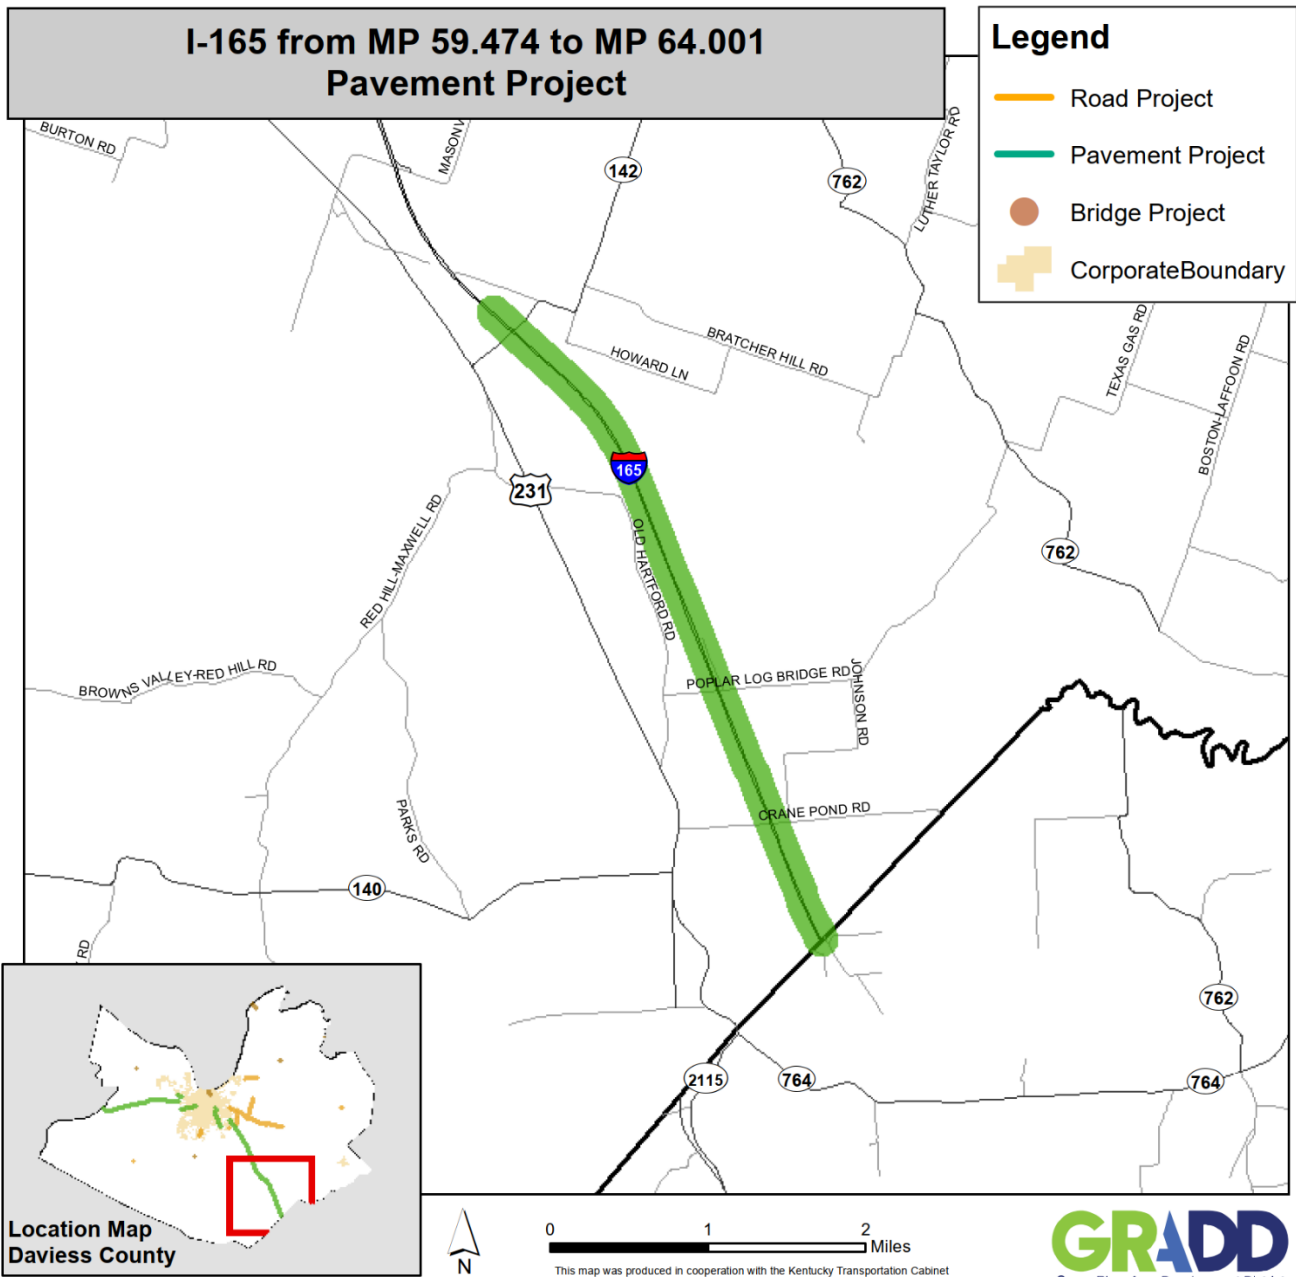 I-165 from MP 59.474 to MP 64.001
Pavement Project
Legend
Road Project
Pavement Project
Bridge Project
CorporateBoundary
BURTON RD
MASONV
142
762
LUTHER TAYLOR RD
BRATCHER HILL RD
HOWARD LN
TEXAS GAS RD
BOSTON-LAFFOON RD
165
231
RED HILL-MAXWELL RD
OLD HARTFORD RD
762
BROWNS VALLEY-RED HILL RD
POPLAR LOG BRIDGE RD
JOHNSON RD
PARKS RD
CRANE POND RD
140
RD
762
2115
764
764
Location Map
Daviess County
N
0 1 2
Miles
This map was produced in cooperation with the Kentucky Transportation Cabinet
GRADD